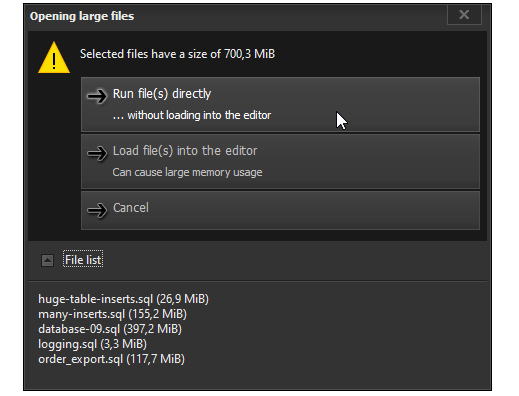 Opening large files
Selected files have a size of 700,3 MiB
Run file(s) directly
... without loading into the editor
Load file(s) into the editor
Can cause large memory usage
Cancel
File list
huge-table-inserts.sql (26,9 MiB)
many-inserts.sql (155,2 MiB)
database-09.sql (397,2 MiB)
logging.sql (3,3 MiB)
order_export.sql (117,7 MiB)